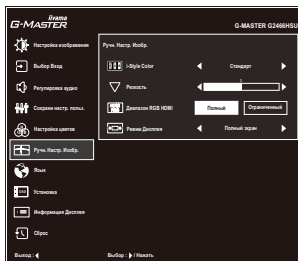 iiyama
G-MASTER
G-MASTER G2466HSU
Настройка изображения
Выбор Вход
Регулировка аудио
Сохрани настр. польз.
Настройка цветов
Ручн. Настр. Изобр.
Язык
Установка
Информация Дисплея
Сброс
Ручн. Настр. Изобр.
i-Style Color
Стандарт
Резкость
3
Диапазон RGB HDMI
Полный
Ограниченный
Режим Дисплея
Полный экран
Выход :
Выбор : / Нажать